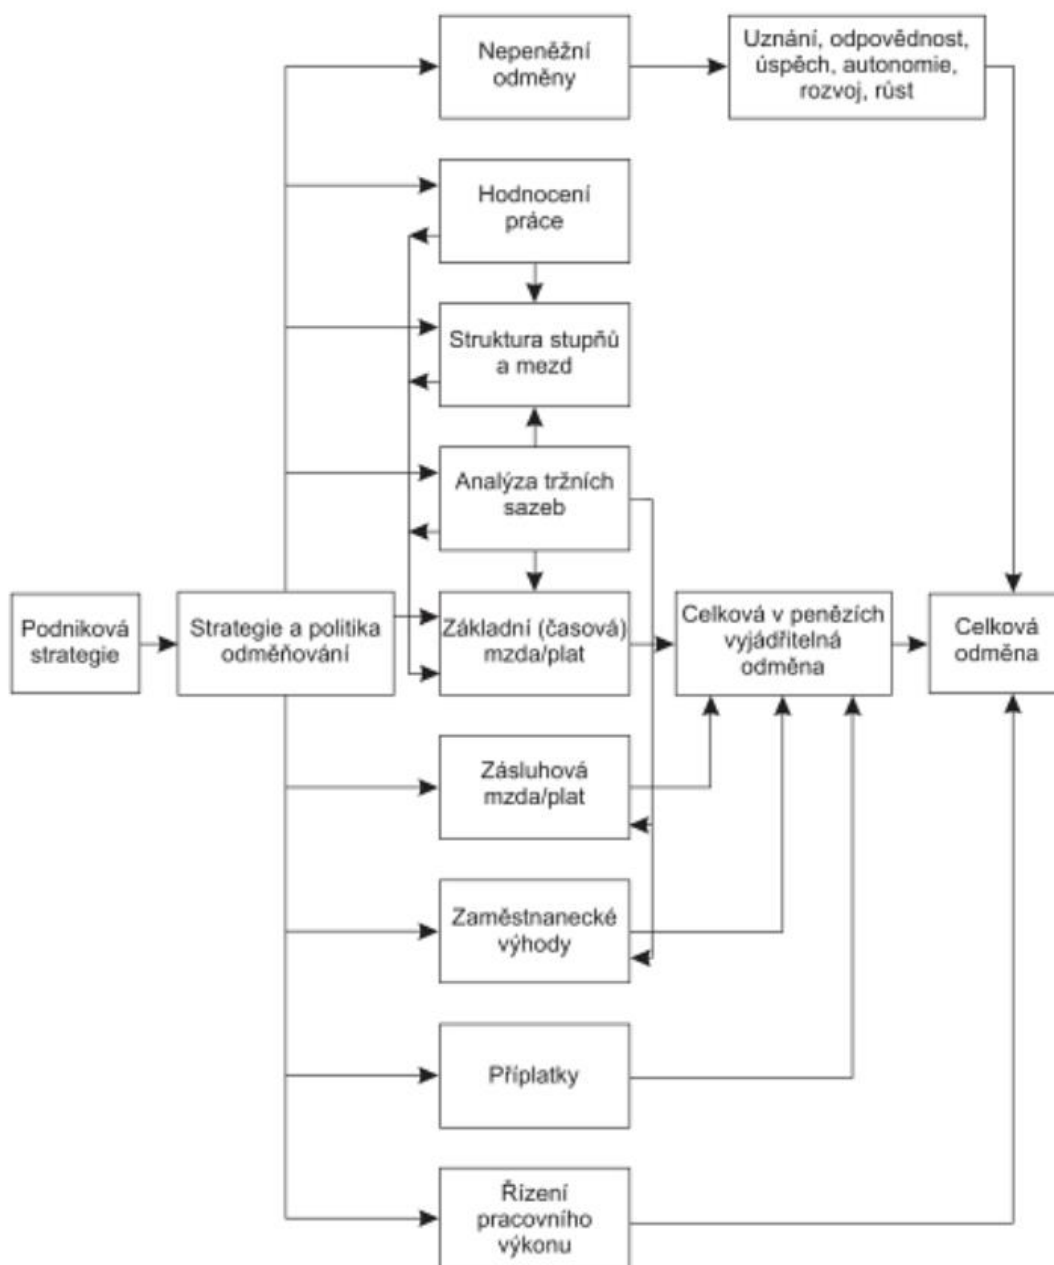 Nepeněžní
odměny
Uznání, odpovědnost,
úspěch, autonomie,
rozvoj, růst
Hodnocení
práce
Struktura stupňů
a mezd
Analýza tržních
sazeb
Podniková
strategie
Strategie a politika
odměňování
Základní (časová)
mzda/plat
Celková v penězích
vyjádřitelná
odměna
Celková
odměna
Zásluhová
mzda/plat
Zaměstnanecké
výhody
Příplatky
Řízení
pracovního
výkonu